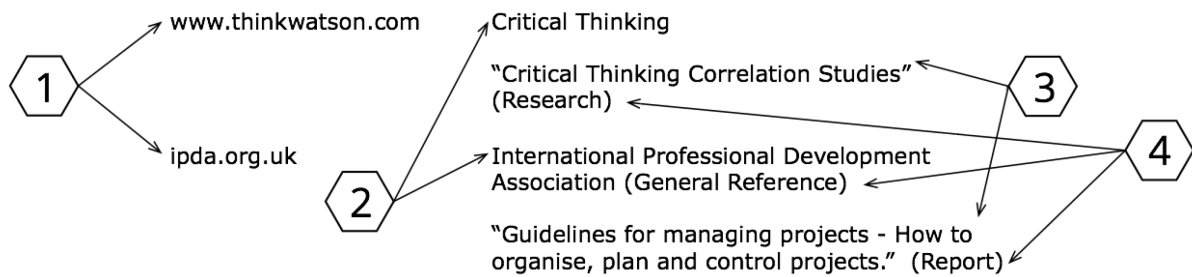 www.thinkwatson.com
Critical Thinking
1
"Critical Thinking Correlation Studies"
(Research)
3
ipda.org.uk
International Professional Development
Association (General Reference)
4
2
"Guidelines for managing projects - How to
organise, plan and control projects."  (Report)